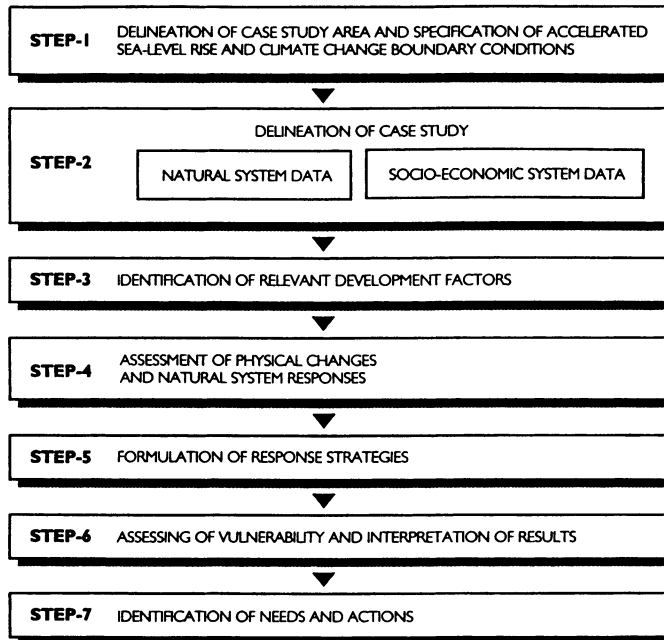 STEP-1 DELINEATION OF CASE STUDY AREA AND SPECIFICATION OF ACCELERATED
SEA-LEVEL RISE AND CLIMATE CHANGE BOUNDARY CONDITIONS
DELINEATION OF CASE STUDY
STEP-2 NATURAL SYSTEM DATA SOCIO-ECONOMIC SYSTEM DATA
STEP-3 IDENTIFICATION OF RELEVANT DEVELOPMENT FACTORS
STEP-4 ASSESSMENT OF PHYSICAL CHANGES
AND NATURAL SYSTEM RESPONSES
STEP-5 FORMULATION OF RESPONSE STRATEGIES
STEP-6 ASSESSING OF VULNERABILITY AND INTERPRETATION OF RESULTS
STEP-7 IDENTIFICATION OF NEEDS AND ACTIONS